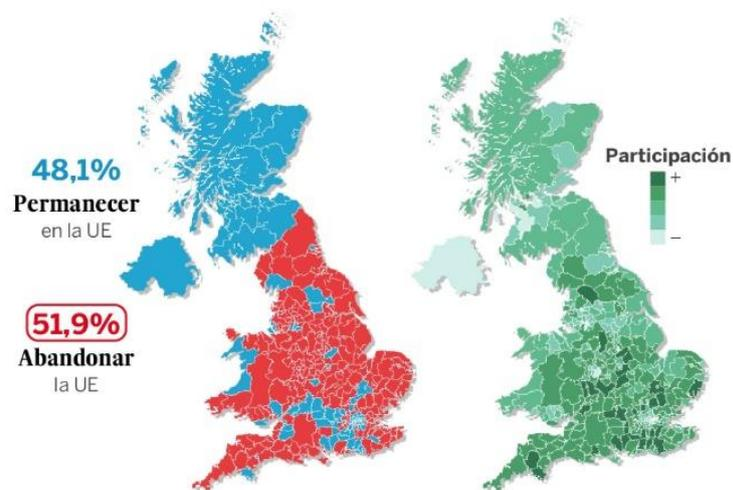 48,1%
Permanecer
en la UE
51,9%
Abandonar
la UE
Participación
+
−